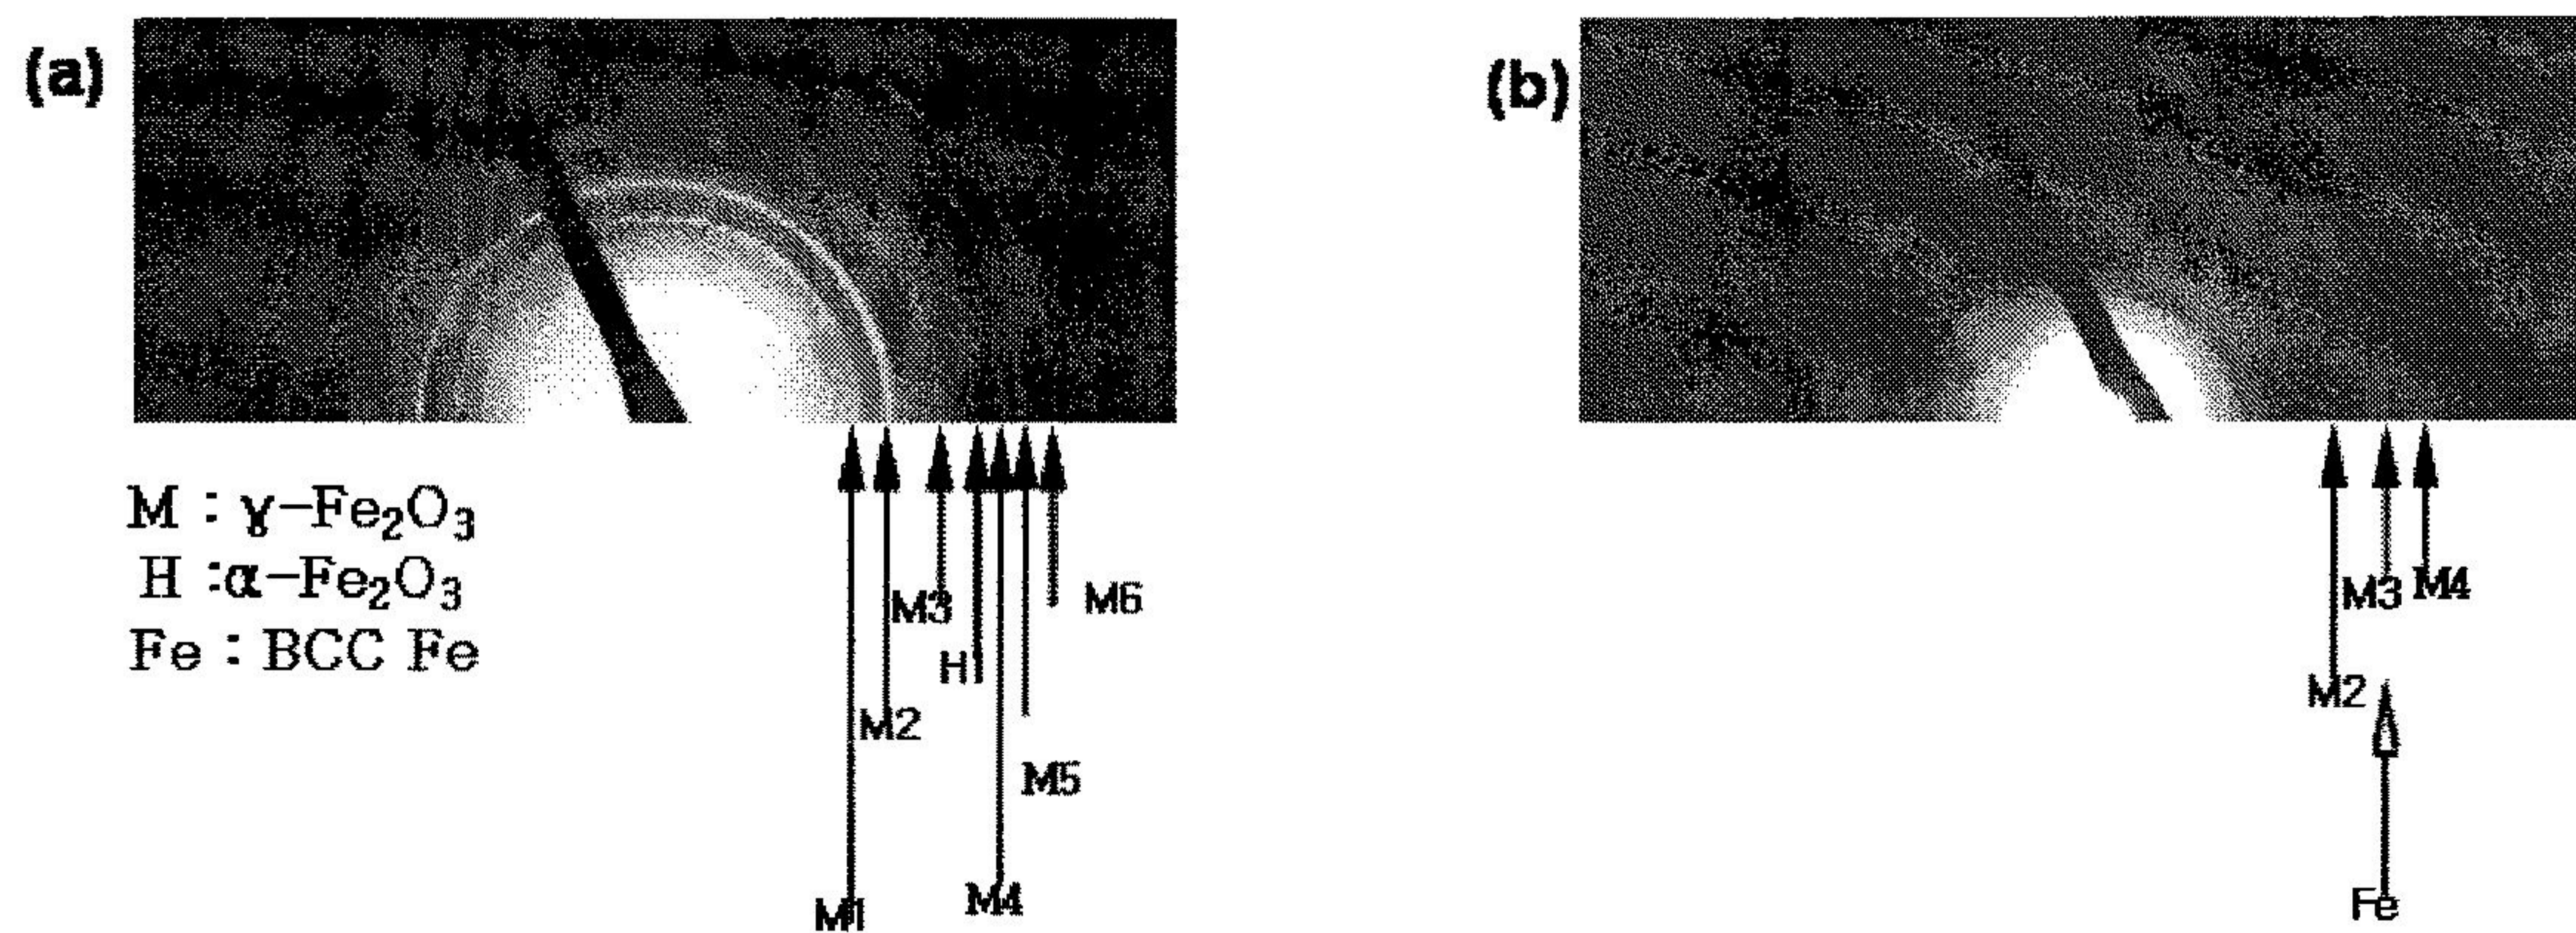 (a)
(b)
M : γ-Fe₂O₃
H : α-Fe₂O₃
Fe : BCC Fe
M3
M6
H
M2
M5
M4
M1
M3
M4
M2
Fe